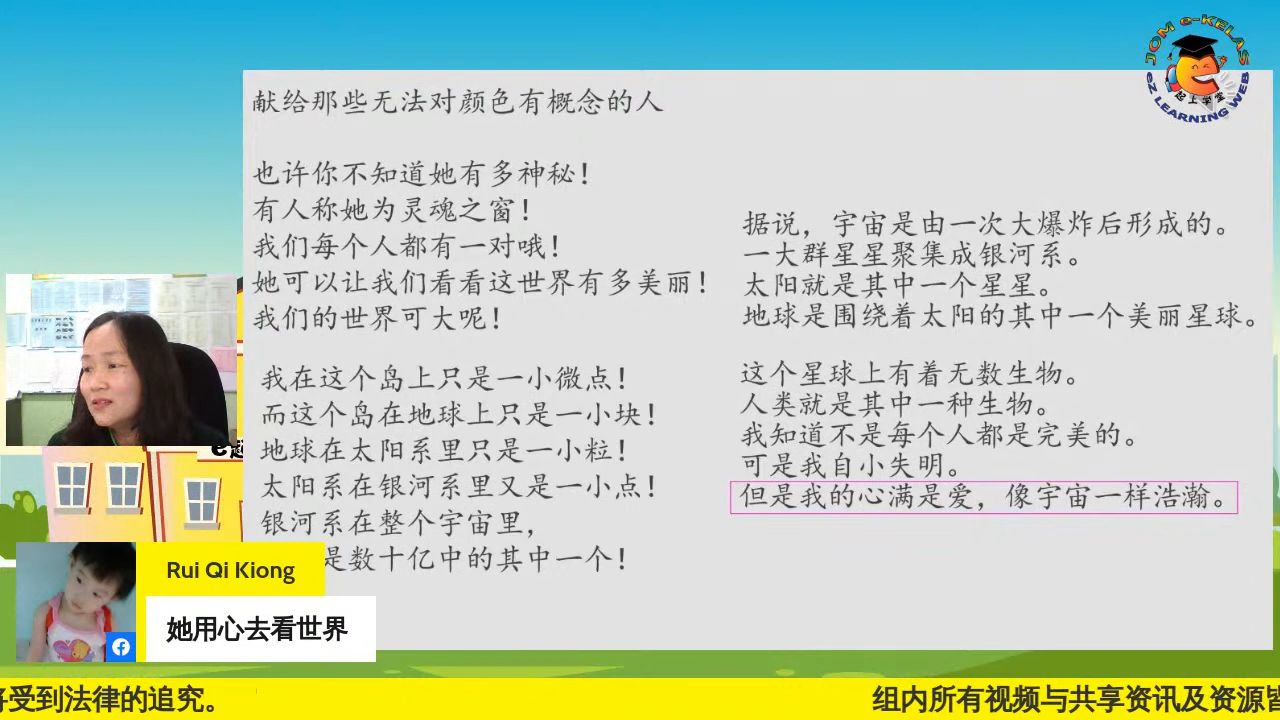 JOM e-KELAS
起上学堂
eZ LEARNING WEB
献给那些无法对颜色有概念的人
也许你不知道她有多神秘！
有人称她为灵魂之窗！
我们每个人都有一对哦！
她可以让我们看看这世界有多美丽！
我们的世界可大呢！
我在这个岛上只是一小微点！
而这个岛在地球上只是一小块！
地球在太阳系里只是一小粒！
太阳系在银河系里又是一小点！
银河系在整个宇宙里，
是数十亿中的其中一个！
据说，宇宙是由一次大爆炸后形成的。
一大群星星聚集成银河系。
太阳就是其中一个星星。
地球是围绕着太阳的其中一个美丽星球。
这个星球上有着无数生物。
人类就是其中一种生物。
我知道不是每个人都是完美的。
可是我自小失明。
但是我的心满是爱，像宇宙一样浩瀚。
Rui Qi Kiong
她用心去看世界
将受到法律的追究。
组内所有视频与共享资讯及资源皆